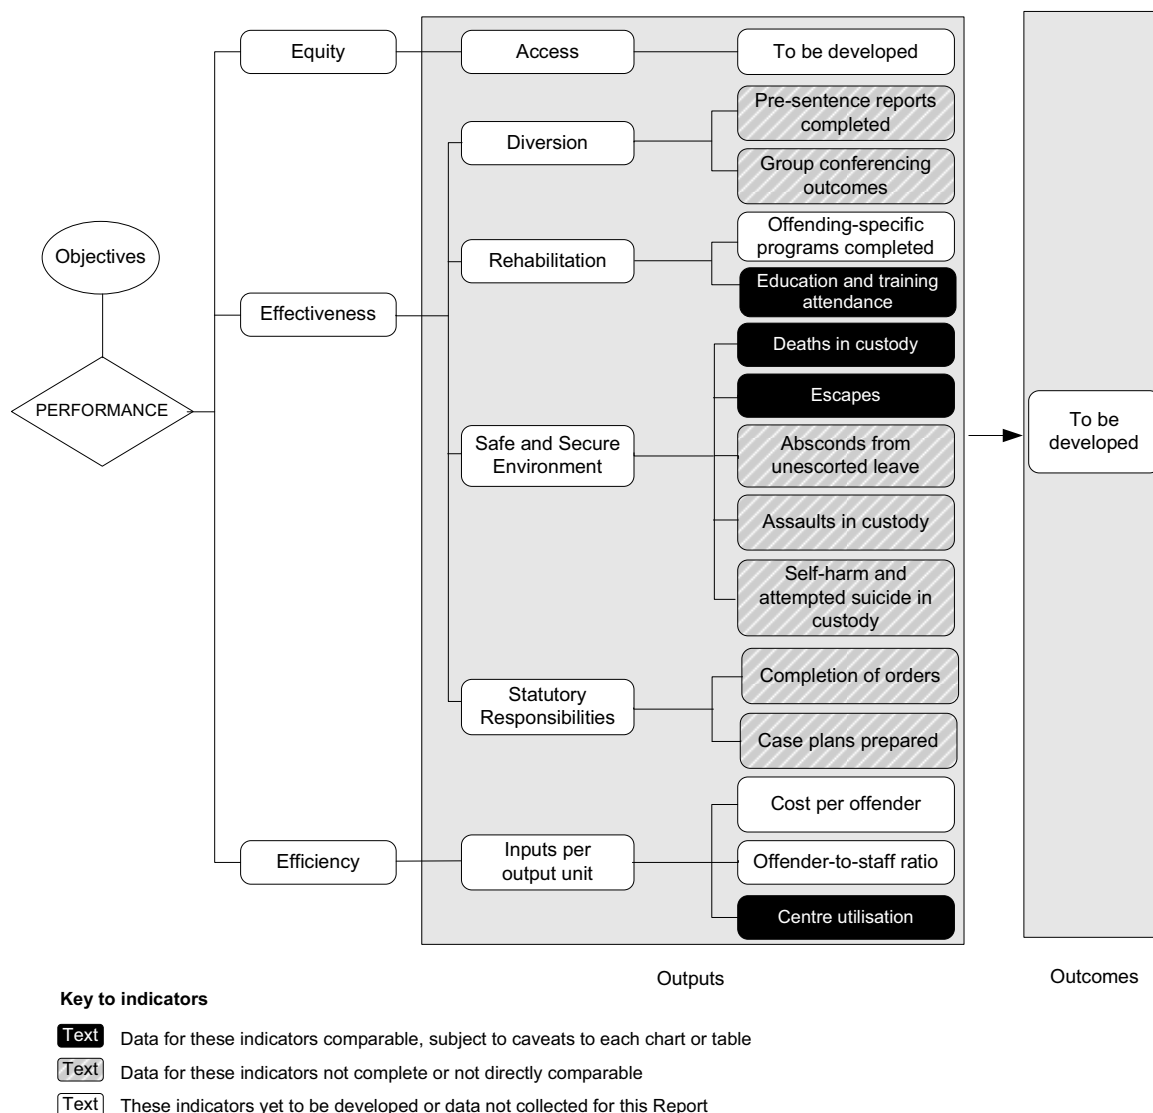 Equity
Access
To be developed
Pre-sentence reports
completed
Diversion
Group conferencing
outcomes
Objectives
Offending-specific
programs completed
Rehabilitation
Education and training
attendance
Effectiveness
Deaths in custody
PERFORMANCE
Escapes
To be
developed
Safe and Secure
Environment
Absconds from
unescorted leave
Assaults in custody
Self-harm and
attempted suicide in
custody
Completion of orders
Statutory
Responsibilities
Case plans prepared
Cost per offender
Efficiency
Inputs per
output unit
Offender-to-staff ratio
Centre utilisation
Outputs
Outcomes
Key to indicators
Text Data for these indicators comparable, subject to caveats to each chart or table
Text Data for these indicators not complete or not directly comparable
Text These indicators yet to be developed or data not collected for this Report